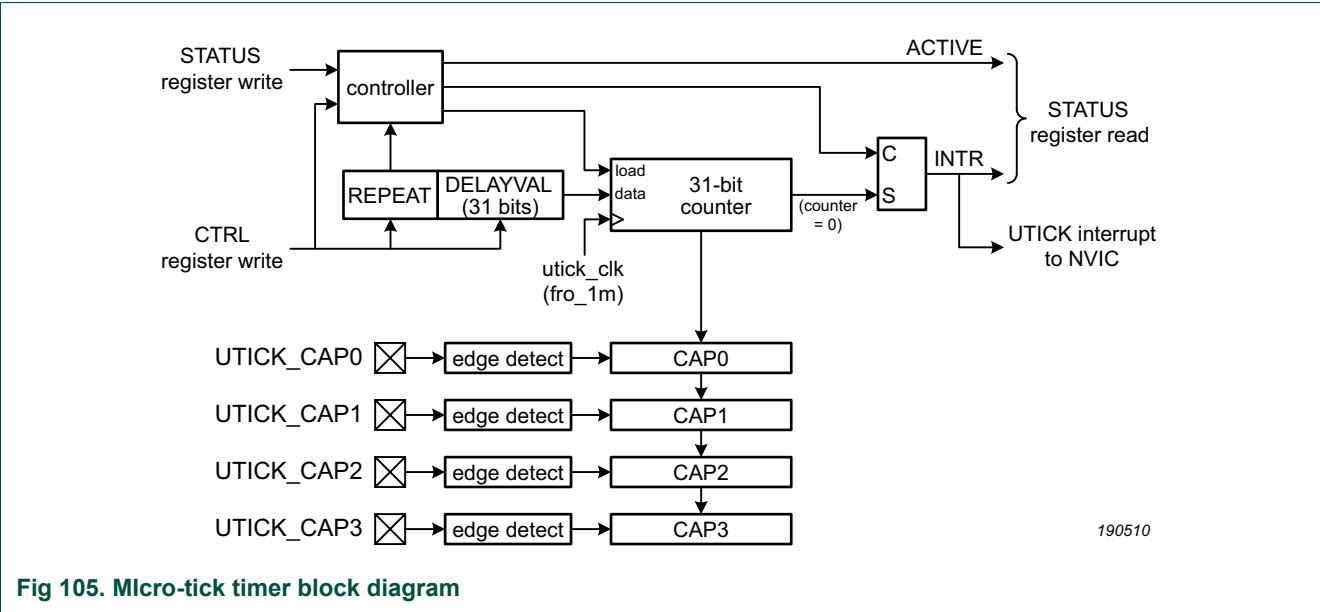 STATUS
register write
controller
ACTIVE
STATUS
register read
C
INTR
S
REPEAT
DELAYVAL
(31 bits)
load
data
31-bit
counter
(counter
= 0)
CTRL
register write
utick_clk
(fro_1m)
UTICK interrupt
to NVIC
UTICK_CAP0
edge detect
CAP0
UTICK_CAP1
edge detect
CAP1
UTICK_CAP2
edge detect
CAP2
UTICK_CAP3
edge detect
CAP3
190510
Fig 105. MIcro-tick timer block diagram